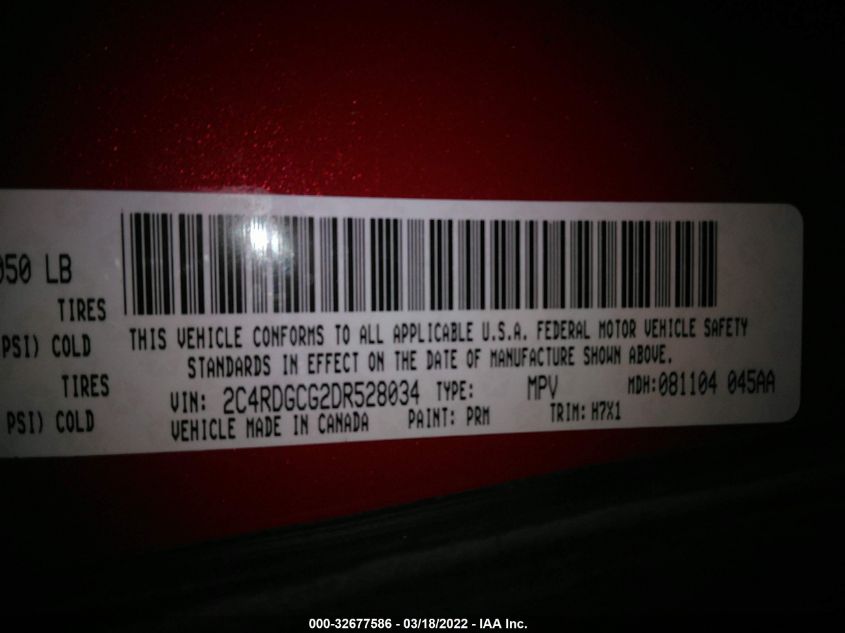 050 LB
TIRES
PSI) COLD
TIRES
PSI) COLD
THIS VEHICLE CONFORMS TO ALL APPLICABLE U.S.A. FEDERAL MOTOR VEHICLE SAFETY
STANDARDS IN EFFECT ON THE DATE OF MANUFACTURE SHOWN ABOVE.
VIN: 2C4RDGCG2DR528034 TYPE: MPV MDH:081104 045AA
VEHICLE MADE IN CANADA PAINT: PRM TRIM: H7X1
000-32677586 - 03/18/2022 - IAA Inc.